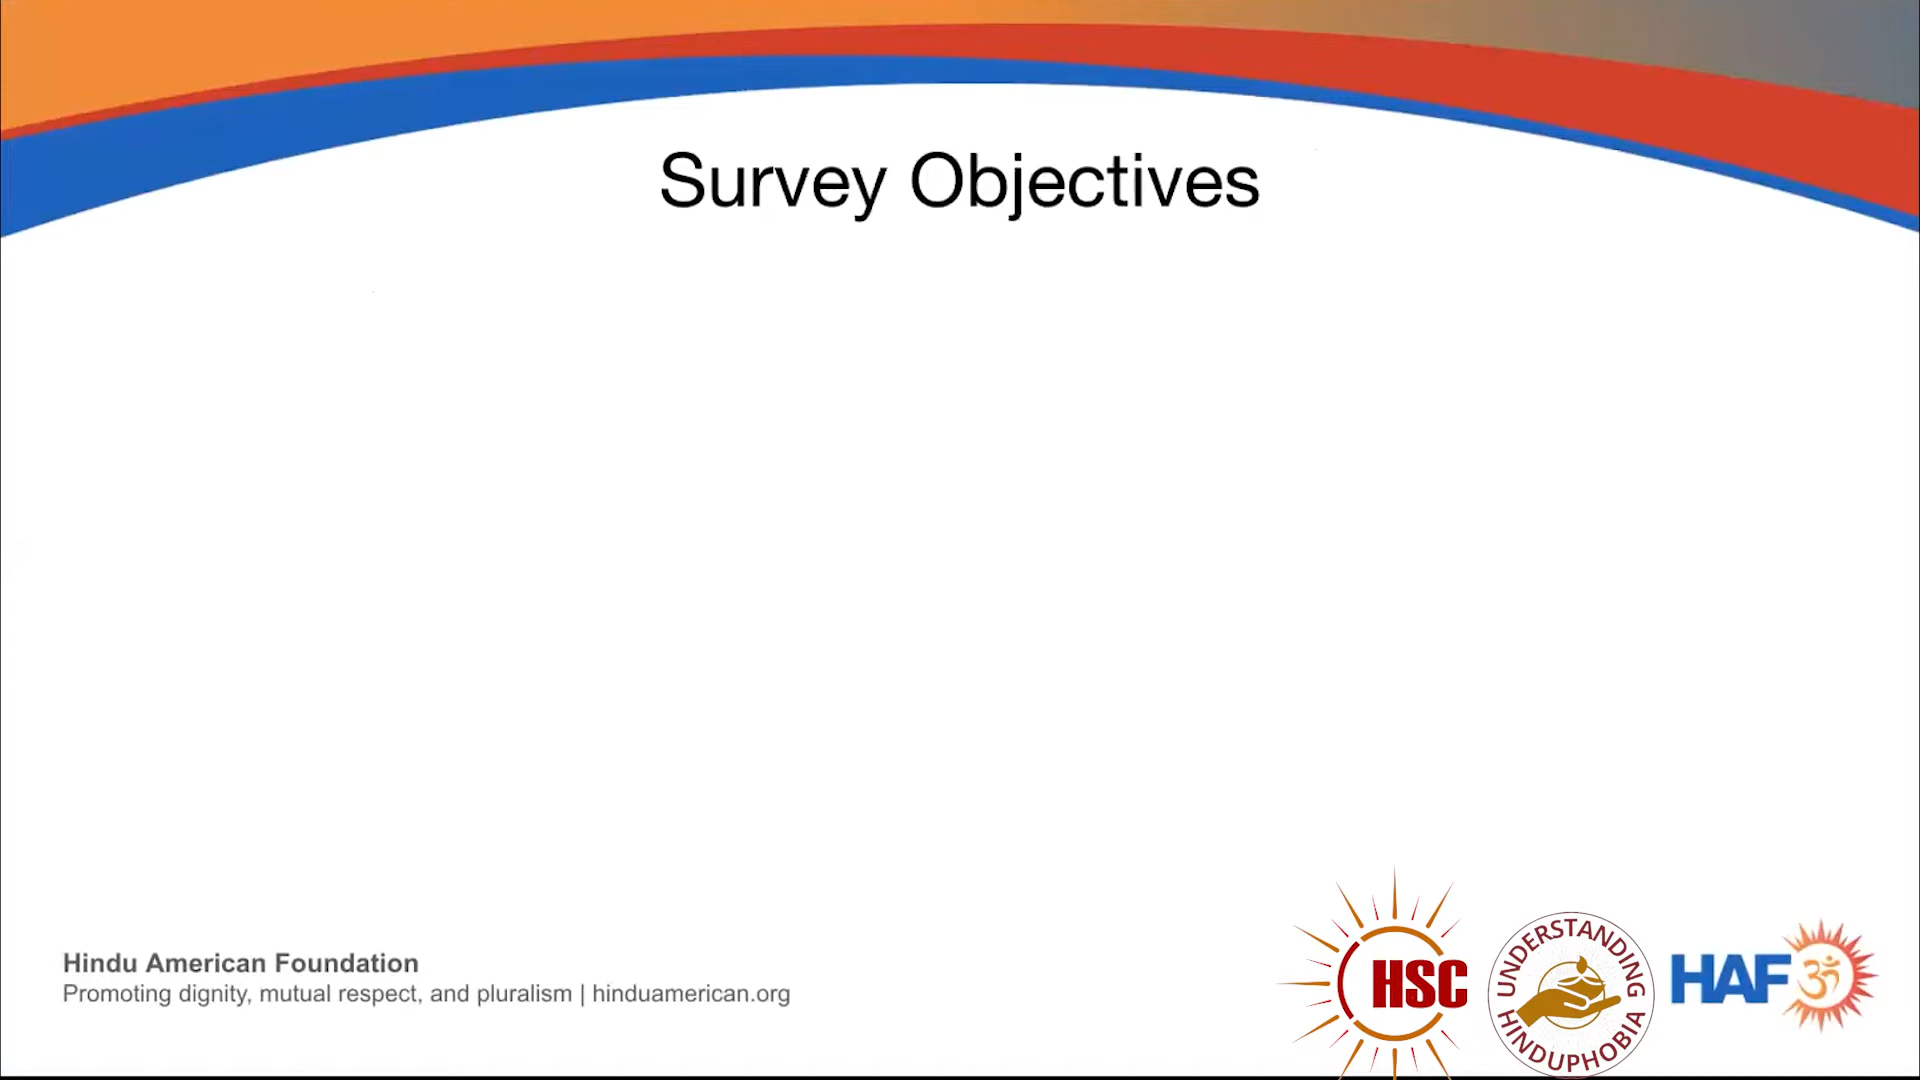 Survey Objectives
Hindu American Foundation
Promoting dignity, mutual respect, and pluralism | hinduamerican.org
HSC
UNDERSTANDING
HINDUPHOBIA
HAF ॐ